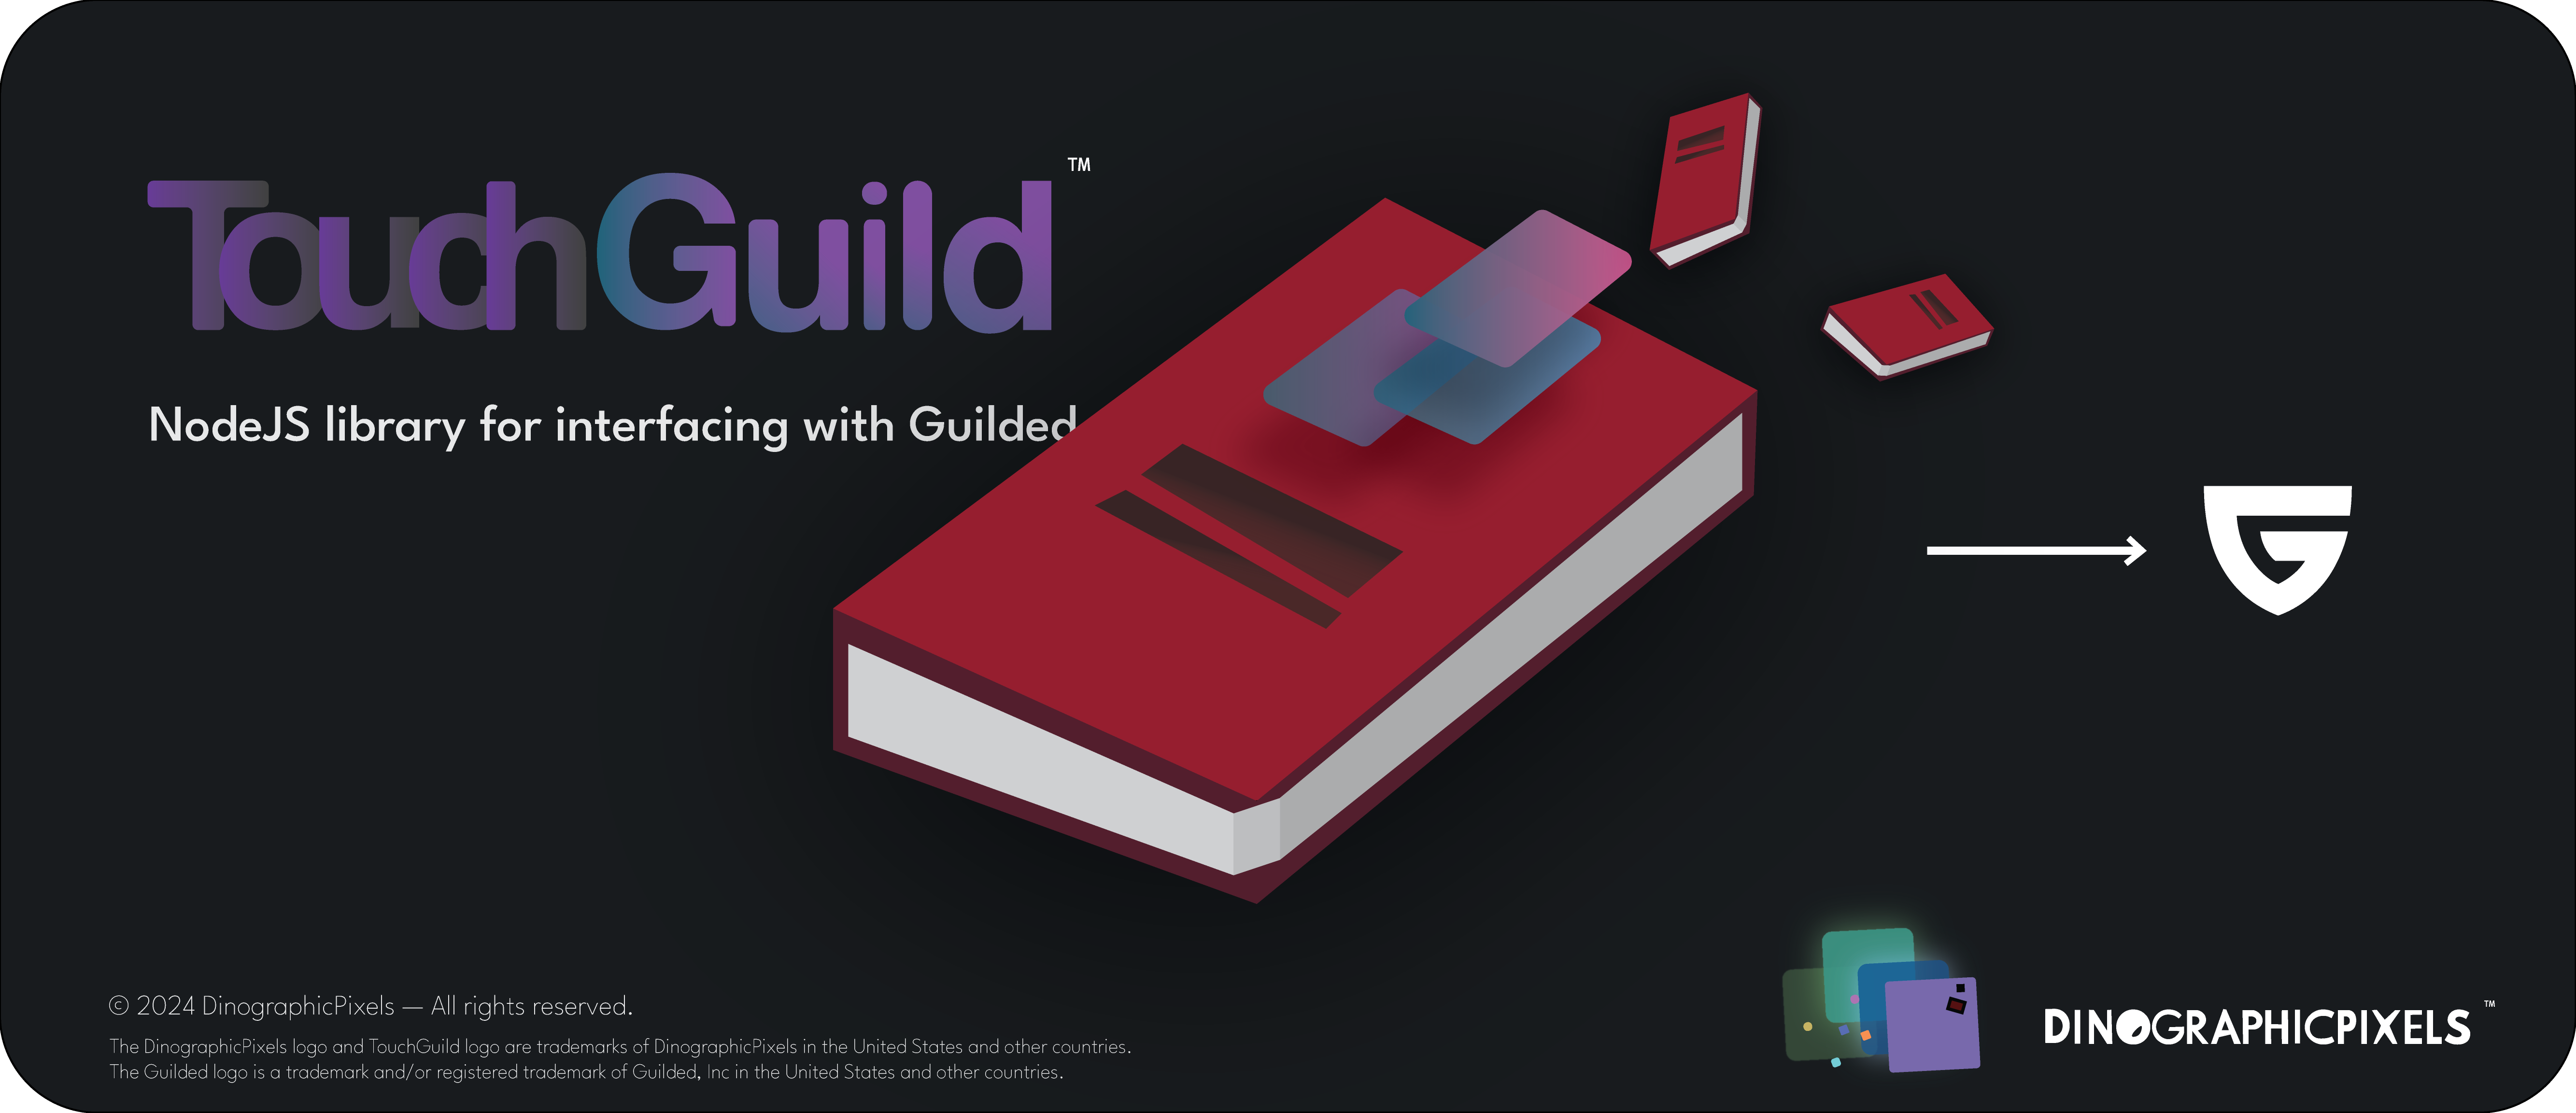 TouchGuild™
NodeJS library for interfacing with Guilded
© 2024 DinographicPixels — All rights reserved.
The DinographicPixels logo and TouchGuild logo are trademarks of DinographicPixels in the United States and other countries.
The Guilded logo is a trademark and/or registered trademark of Guilded, Inc in the United States and other countries.
DINOGRAPHICPIXELS™